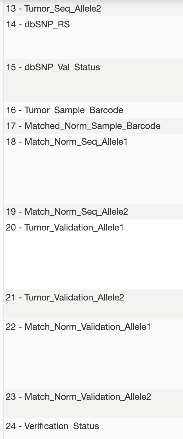 13 - Tumor_Seq_Allele2
14 - dbSNP_RS
15 - dbSNP_Val_Status
16 - Tumor_Sample_Barcode
17 - Matched_Norm_Sample_Barcode
18 - Match_Norm_Seq_Allele1
19 - Match_Norm_Seq_Allele2
20 - Tumor_Validation_Allele1
21 - Tumor_Validation_Allele2
22 - Match_Norm_Validation_Allele1
23 - Match_Norm_Validation_Allele2
24 - Verification_Status